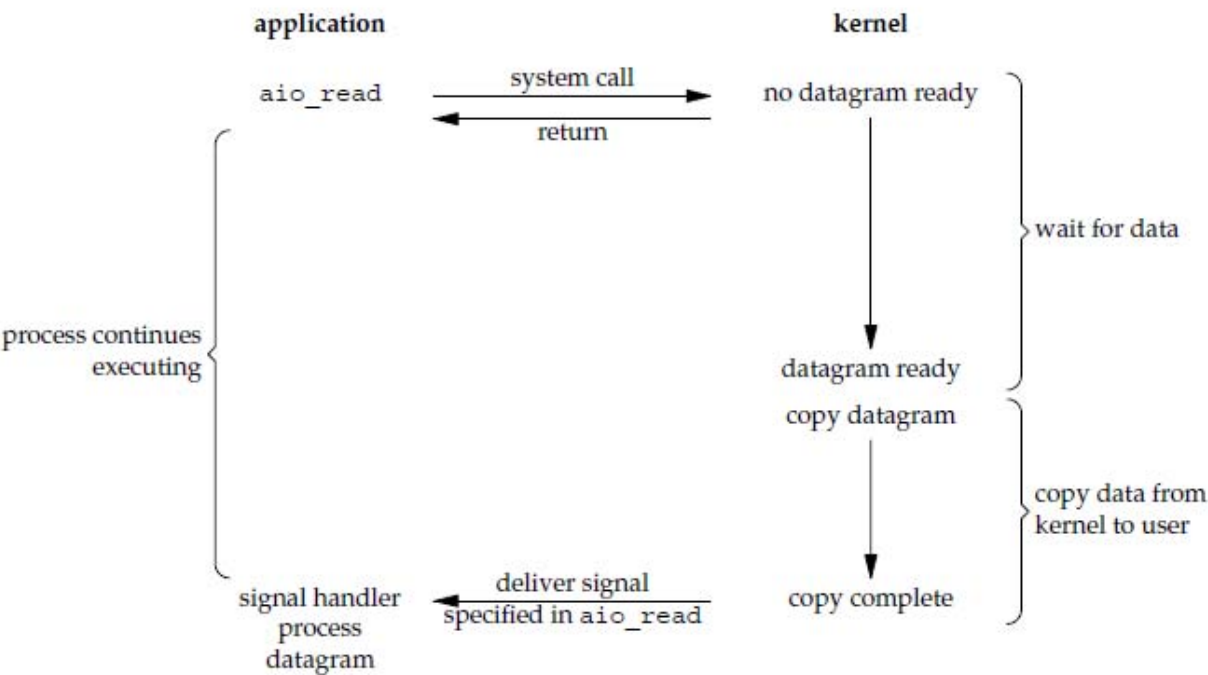 application
kernel
aio_read
system call
no datagram ready
return
wait for data
process continues
executing
datagram ready
copy datagram
copy data from
kernel to user
signal handler
process
datagram
deliver signal
specified in aio_read
copy complete